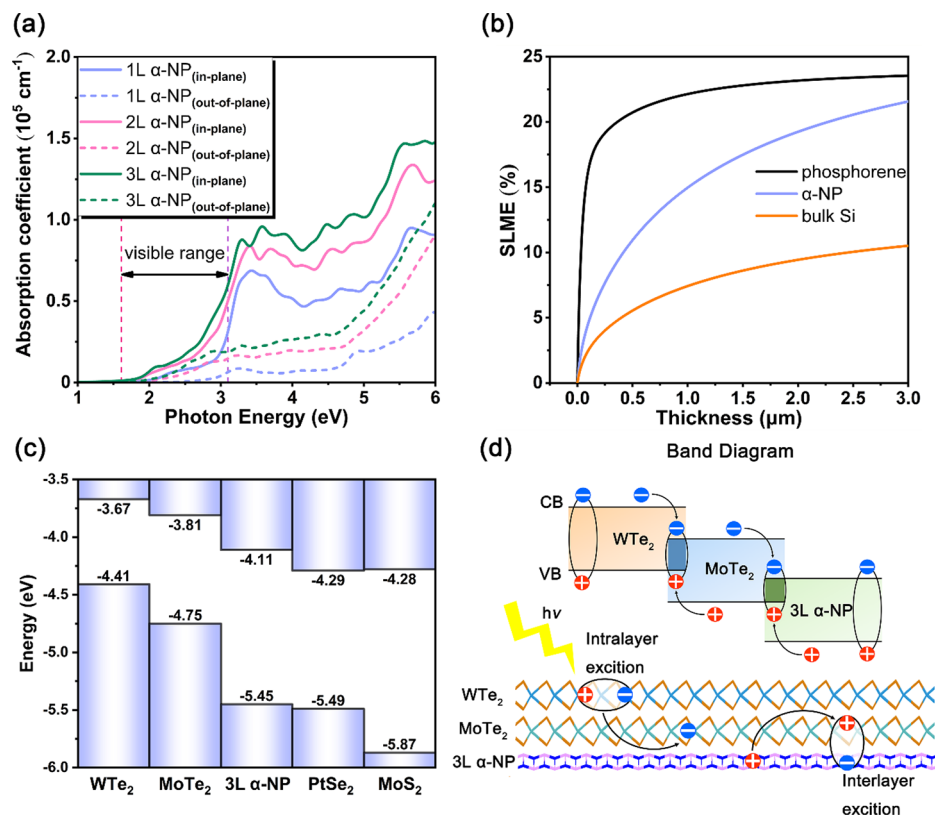 (a)
Absorption coefficient (10⁵ cm⁻¹)
2.0
1.5
1.0
0.5
0
1L α-NP(in-plane)
1L α-NP(out-of-plane)
2L α-NP(in-plane)
2L α-NP(out-of-plane)
3L α-NP(in-plane)
3L α-NP(out-of-plane)
visible range
1 2 3 4 5 6
Photon Energy (eV)
(b)
SLME (%)
25
20
15
10
5
0
phosphorene
α-NP
bulk Si
0.0 0.5 1.0 1.5 2.0 2.5 3.0
Thickness (μm)
(c)
Energy (eV)
-3.5
-4.0
-4.5
-5.0
-5.5
-6.0
-3.67
-3.81
-4.11
-4.29
-4.28
-4.41
-4.75
-5.45
-5.49
-5.87
WTe₂ MoTe₂ 3L α-NP PtSe₂ MoS₂
Band Diagram
(d)
CB
VB
WTe₂
MoTe₂
3L α-NP
hν
Intralayer
excition
WTe₂
MoTe₂
3L α-NP
Interlayer
excition